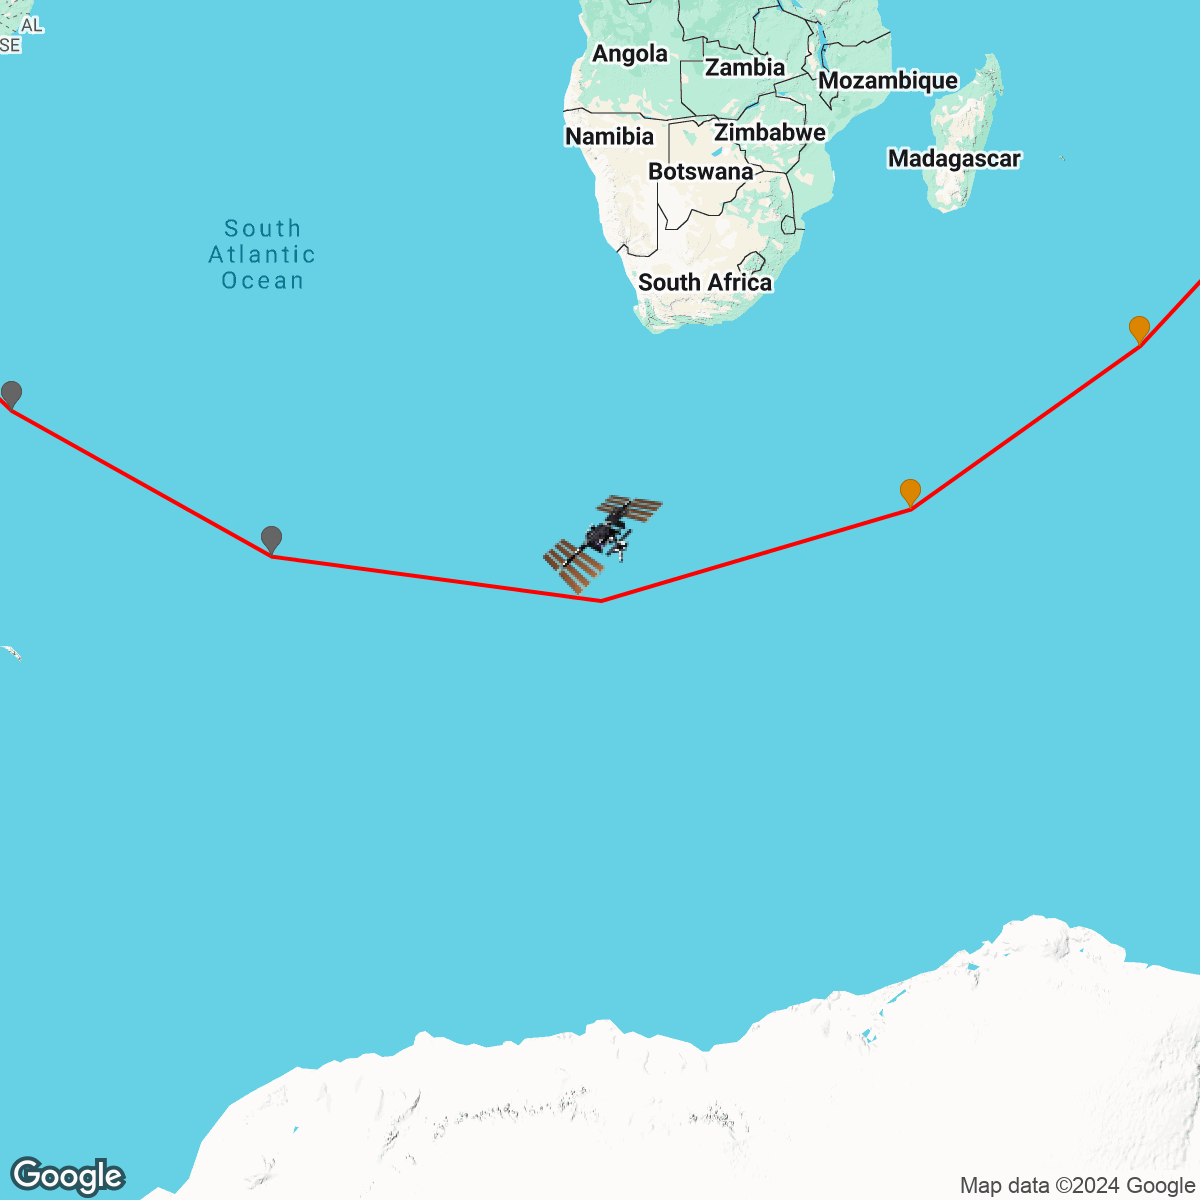 AL
SE
Angola
Zambia
Mozambique
Namibia
Zimbabwe
Botswana
Madagascar
South
Atlantic
Ocean
South Africa
Google
Map data ©2024 Google